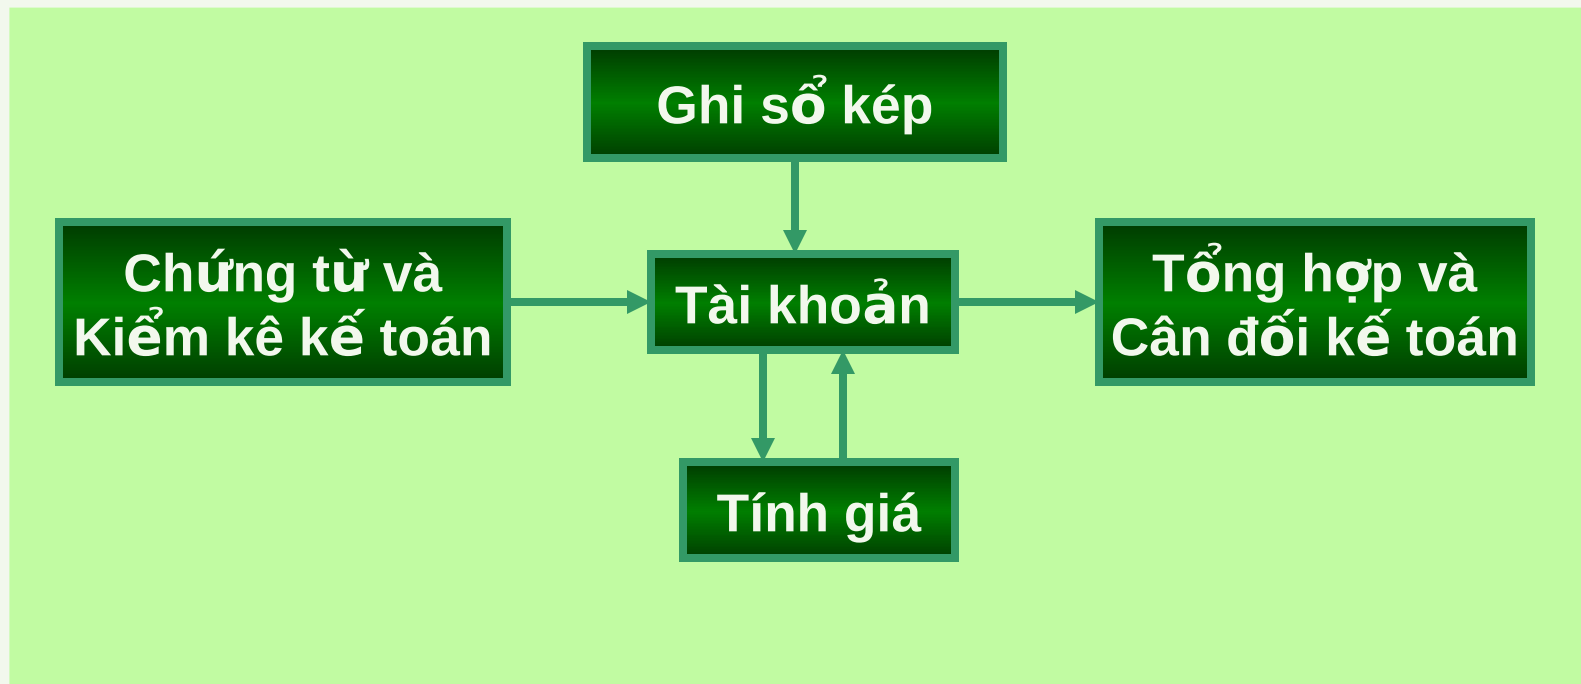 Ghi sổ kép
Chứng từ và
Kiểm kê kế toán
Tài khoản
Tổng hợp và
Cân đối kế toán
Tính giá